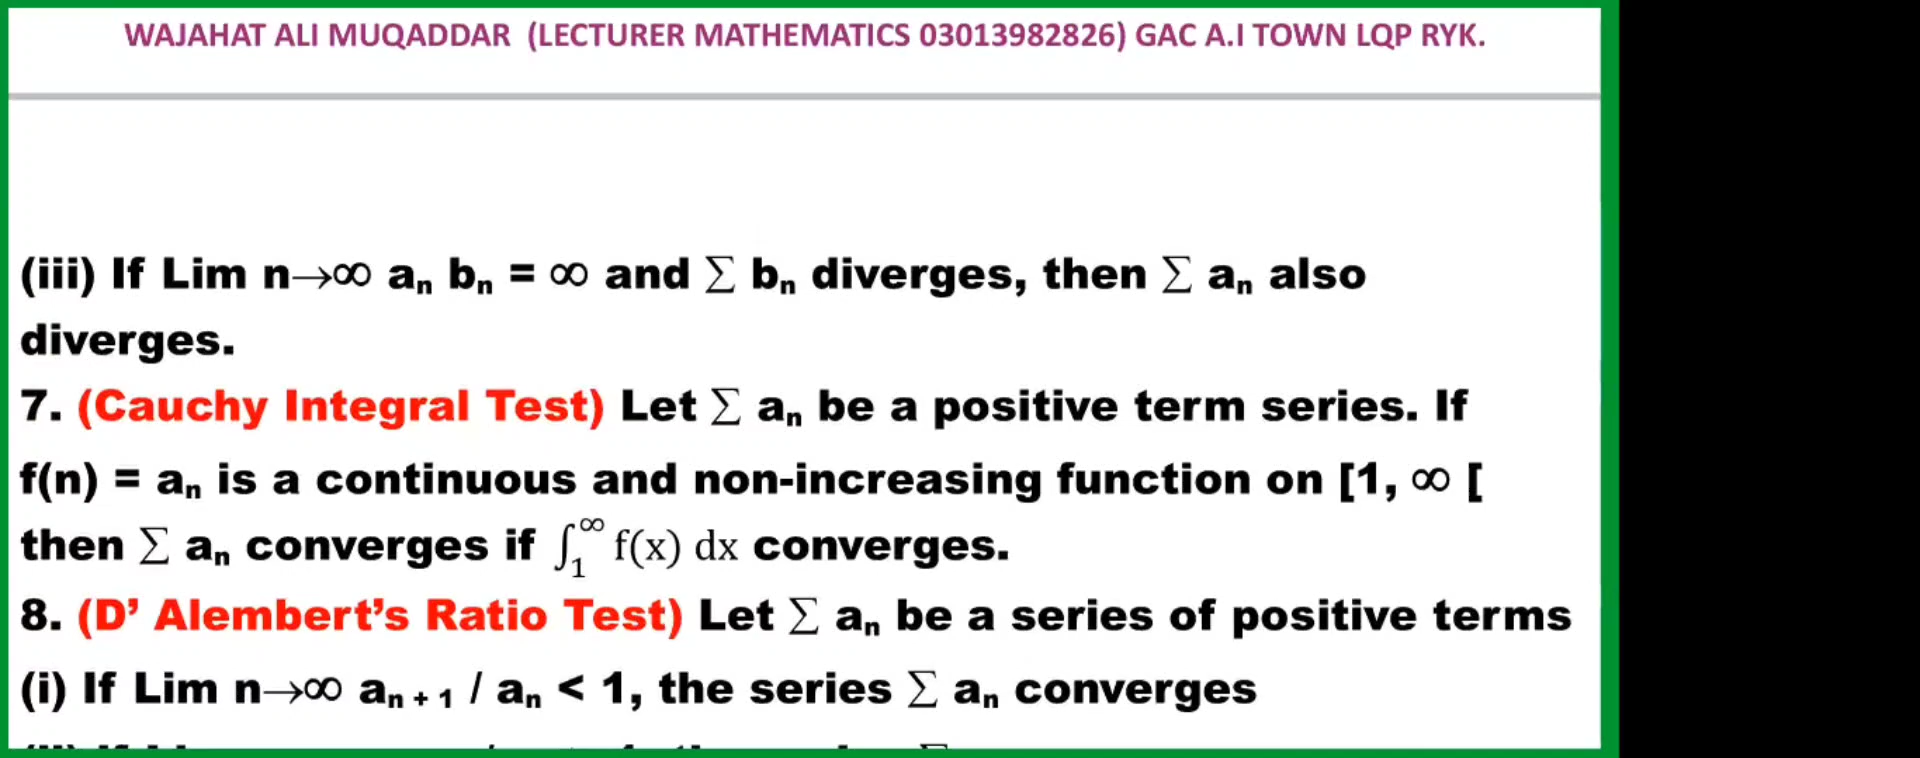 WAJAHAT ALI MUQADDAR (LECTURER MATHEMATICS 03013982826) GAC A.I TOWN LQP RYK.
(iii) If Lim n→∞ aₙ bₙ = ∞ and ∑ bₙ diverges, then ∑ aₙ also
diverges.
7. (Cauchy Integral Test) Let ∑ aₙ be a positive term series. If
f(n) = aₙ is a continuous and non-increasing function on [1, ∞ [
then ∑ aₙ converges if ∫₁^∞ f(x) dx converges.
8. (D’ Alembert’s Ratio Test) Let ∑ aₙ be a series of positive terms
(i) If Lim n→∞ aₙ₊₁ / aₙ < 1, the series ∑ aₙ converges